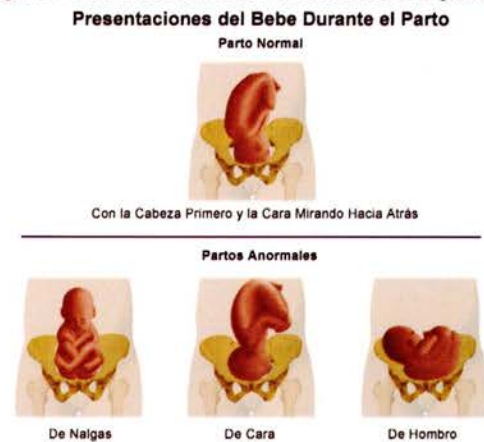 Presentaciones del Bebe Durante el Parto
Parto Normal
Con la Cabeza Primero y la Cara Mirando Hacia Atrás
Partos Anormales
De Nalgas
De Cara
De Hombro